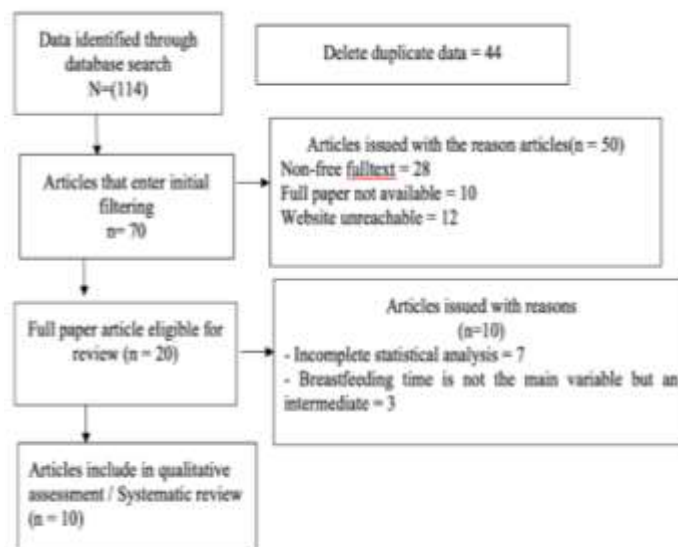 Data identified through
database search
N=(114)
Delete duplicate data = 44
Articles issued with the reason articles(n = 50)
Non-free fulltext = 28
Full paper not available = 10
Website unreachable = 12
Articles that enter initial
filtering
n= 70
Articles issued with reasons
(n=10)
- Incomplete statistical analysis = 7
- Breastfeeding time is not the main variable but an
intermediate = 3
Full paper article eligible for
review (n = 20)
Articles include in qualitative
assessment / Systematic review
(n = 10)